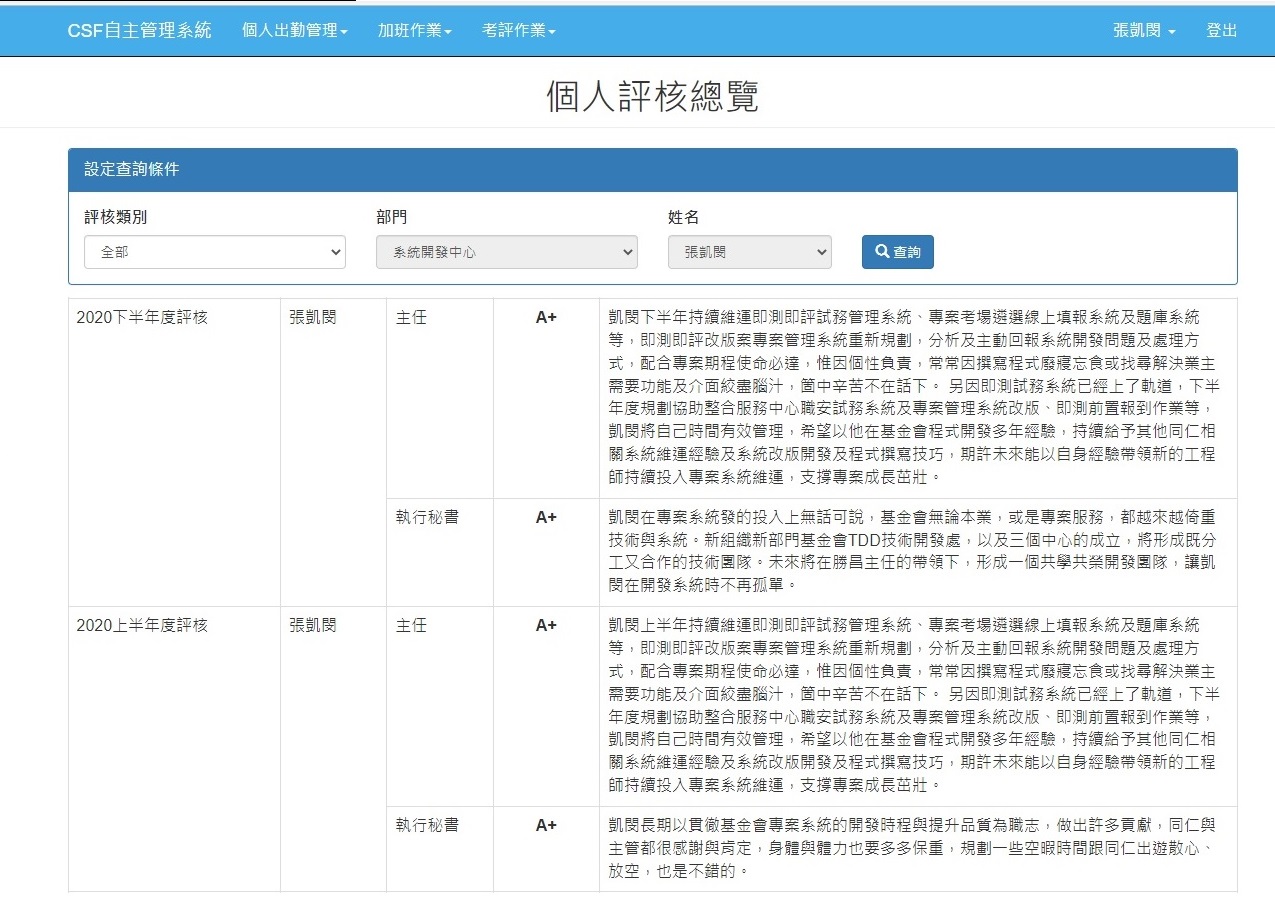 CSF自主管理系統 個人出勤管理 加班作業 考評作業 張凱閔 登出
個人評核總覽
設定查詢條件
評核類別 部門 姓名
全部 系統開發中心 張凱閔 查詢
2020下半年度評核 張凱閔 主任 A+ 凱閔下半年持續維運即測即評試務管理系統、專案考場遴選線上填報系統及題庫系統
等，即測即評改版案專案管理系統重新規劃，分析及主動回報系統開發問題及處理方
式，配合專案期程使命必達，惟因個性負責，常常因撰寫程式廢寢忘食或找尋解決業主
需要功能及介面絞盡腦汁，箇中辛苦不在話下。 另因即測試務系統已經上了軌道，下半
年度規劃協助整合服務中心職安試務系統及專案管理系統改版、即測前置報到作業等，
凱閔將自己時間有效管理，希望以他在基金會程式開發多年經驗，持續給予其他同仁相
關系統維運經驗及系統改版開發及程式撰寫技巧，期許未來能以自身經驗帶領新的工程
師持續投入專案系統維運，支撐專案成長茁壯。
執行秘書 A+ 凱閔在專案系統發的投入上無話可說，基金會無論本業，或是專案服務，都越來越倚重
技術與系統。新組織新部門基金會TDD技術開發處，以及三個中心的成立，將形成既分
工又合作的技術團隊。未來將在勝昌主任的帶領下，形成一個共學共榮開發團隊，讓凱
閔在開發系統時不再孤單。
2020上半年度評核 張凱閔 主任 A+ 凱閔上半年持續維運即測即評試務管理系統、專案考場遴選線上填報系統及題庫系統
等，即測即評改版案專案管理系統重新規劃，分析及主動回報系統開發問題及處理方
式，配合專案期程使命必達，惟因個性負責，常常因撰寫程式廢寢忘食或找尋解決業主
需要功能及介面絞盡腦汁，箇中辛苦不在話下。 另因即測試務系統已經上了軌道，下半
年度規劃協助整合服務中心職安試務系統及專案管理系統改版、即測前置報到作業等，
凱閔將自己時間有效管理，希望以他在基金會程式開發多年經驗，持續給予其他同仁相
關系統維運經驗及系統改版開發及程式撰寫技巧，期許未來能以自身經驗帶領新的工程
師持續投入專案系統維運，支撐專案成長茁壯。
執行秘書 A+ 凱閔長期以貫徹基金會專案系統的開發時程與提升品質為職志，做出許多貢獻，同仁與
主管都很感謝與肯定，身體與體力也要多多保重，規劃一些空暇時間跟同仁出遊散心、
放空，也是不錯的。